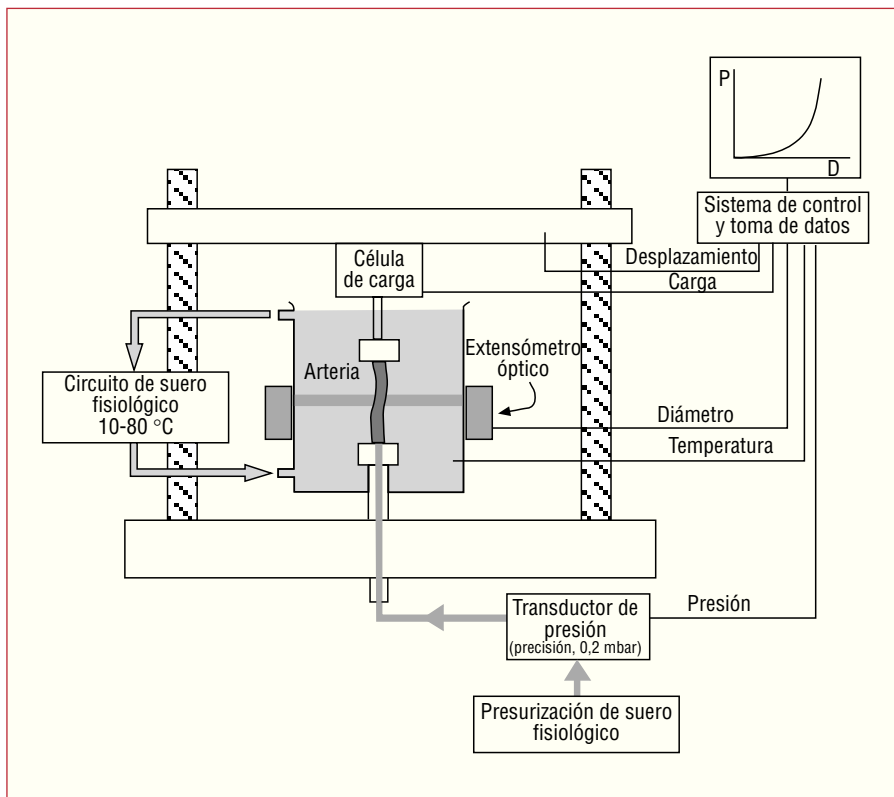 P
D
Sistema de control
y toma de datos
Célula
de carga
Desplazamiento
Carga
Arteria
Extensómetro
óptico
Circuito de suero
fisiológico
10-80 °C
Diámetro
Temperatura
Transductor de
presión
(precisión, 0,2 mbar)
Presión
Presurización de suero
fisiológico